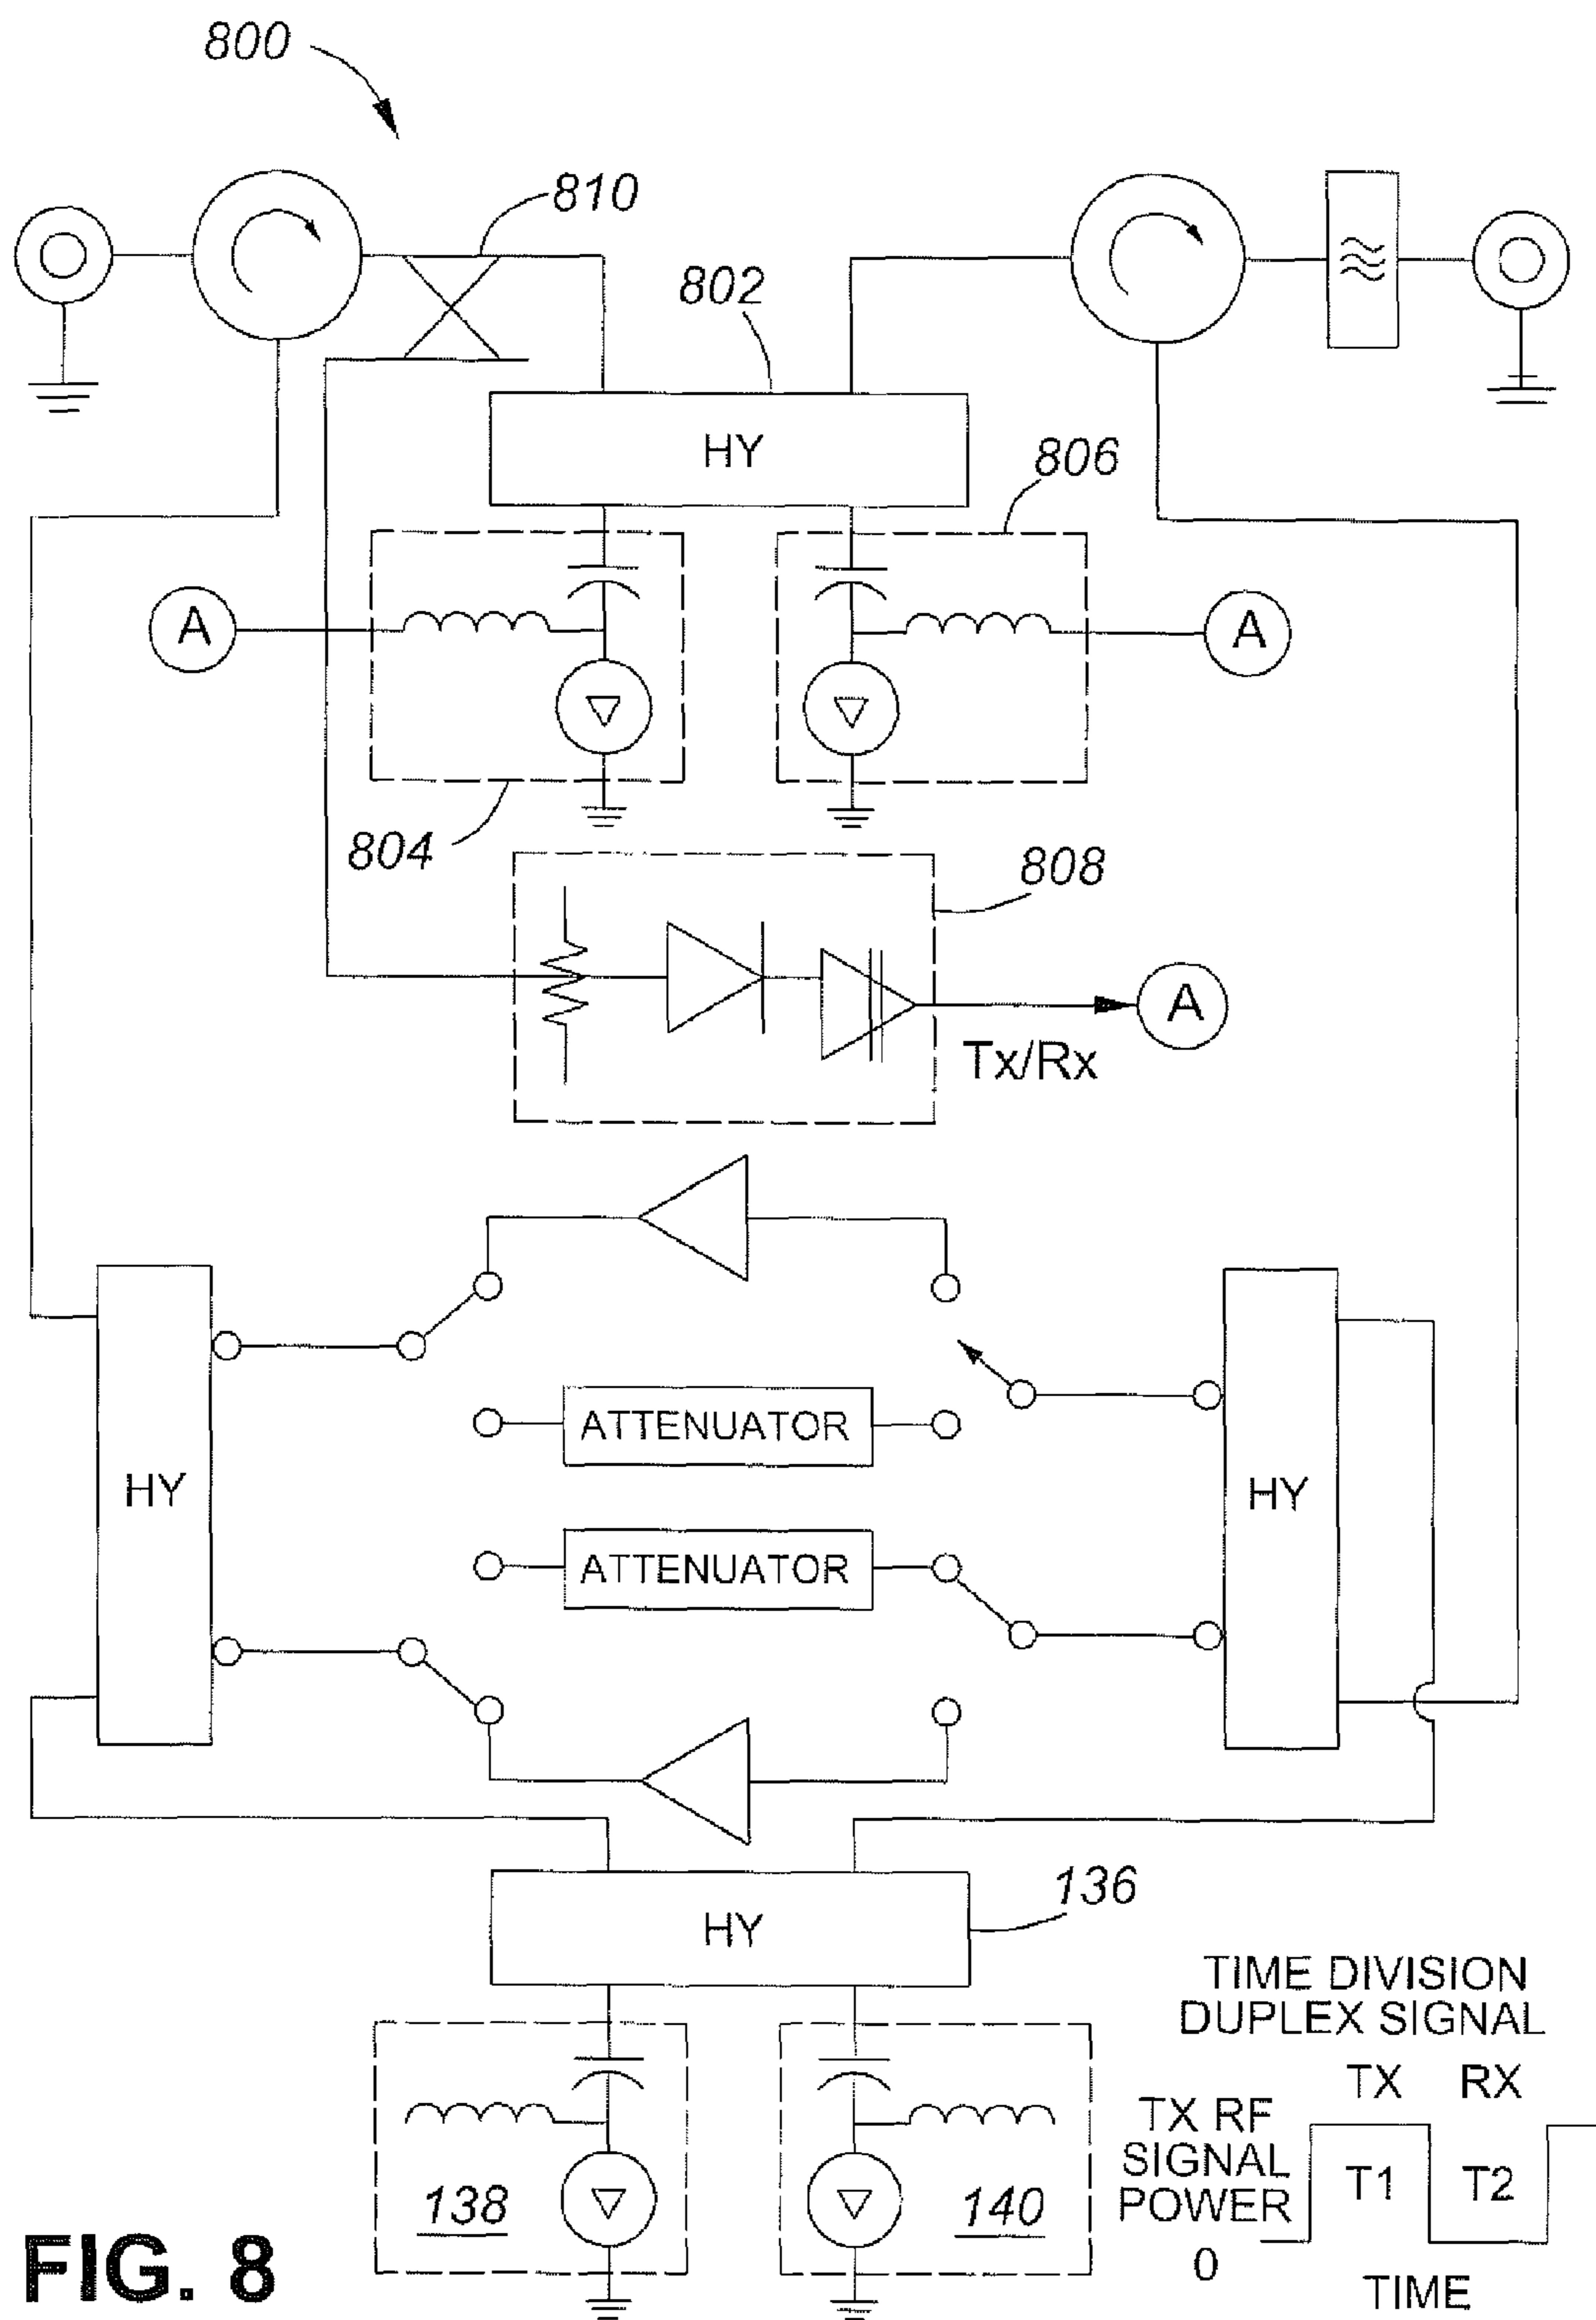 800
810
802
HY
806
A
A
804
808
A
Tx/Rx
ATTENUATOR
HY
HY
ATTENUATOR
136
HY
TIME DIVISION
DUPLEX SIGNAL
TX RX
TX RF
SIGNAL
POWER
T1 T2
138
140
0
TIME
FIG. 8